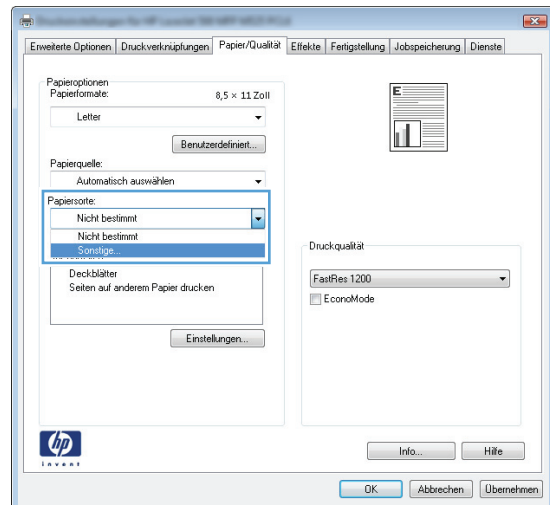 Erweiterte Optionen Druckverknüpfungen Papier/Qualität Effekte Fertigstellung Jobspeicherung Dienste
Papieroptionen
Papierformate: 8,5 × 11 Zoll
Letter
Benutzerdefiniert...
Papierquelle:
Automatisch auswählen
Papiersorte:
Nicht bestimmt
Nicht bestimmt
Sonstige...
Deckblätter
Seiten auf anderem Papier drucken
Einstellungen...
E
Druckqualität
FastRes 1200
EconoMode
hp
invent
Info... Hilfe
OK Abbrechen Übernehmen